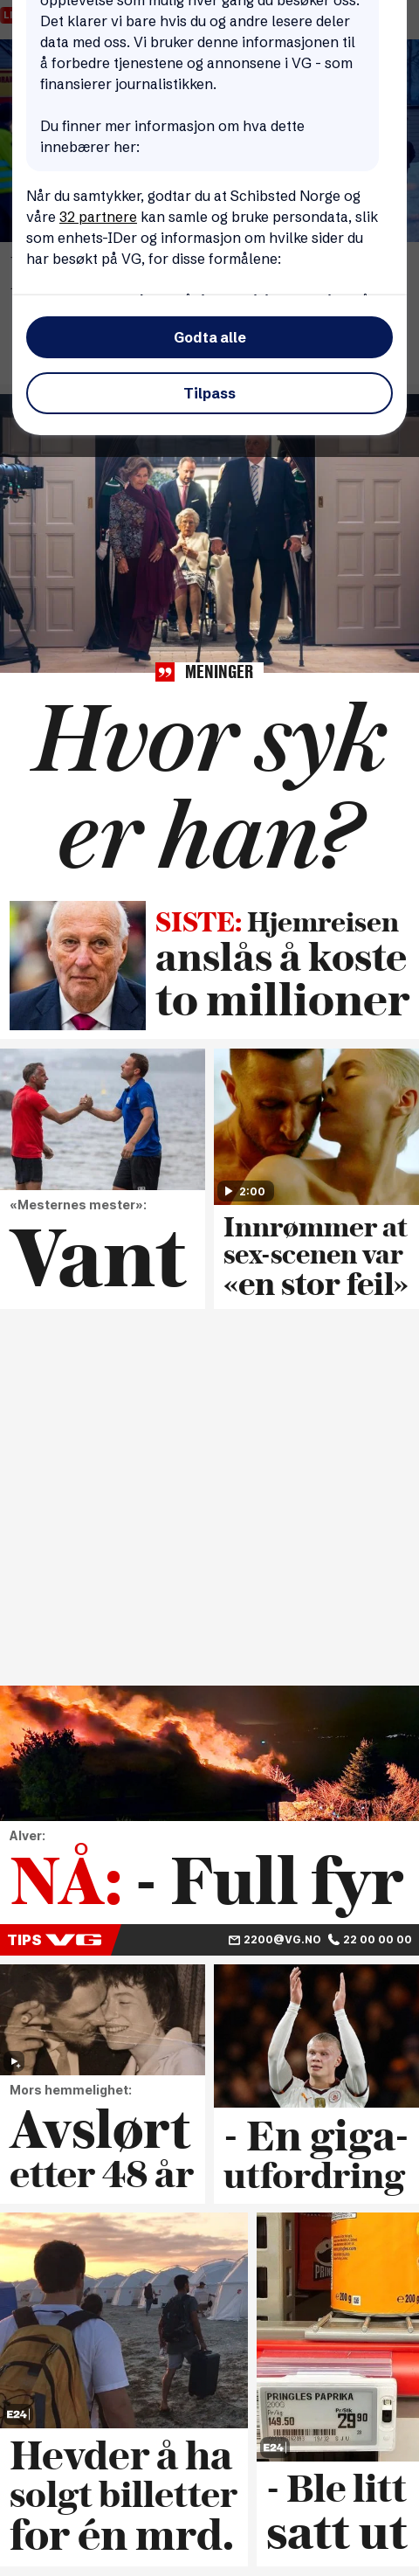 opplevelse som mulig hver gang du besøker oss.
Det klarer vi bare hvis du og andre lesere deler
data med oss. Vi bruker denne informasjonen til
å forbedre tjenestene og annonsene i VG - som
finansierer journalistikken.
Du finner mer informasjon om hva dette
innebærer her:
Når du samtykker, godtar du at Schibsted Norge og
våre 32 partnere kan samle og bruke persondata, slik
som enhets-IDer og informasjon om hvilke sider du
har besøkt på VG, for disse formålene:
Godta alle
Tilpass
MENINGER
Hvor syk
er han?
SISTE: Hjemreisen
anslås å koste
to millioner
«Mesternes mester»:
Vant
2:00
Innrømmer at
sex-scenen var
«en stor feil»
Alver:
NÅ: - Full fyr
TIPS VG
2200@VG.NO 22 00 00 00
Mors hemmelighet:
Avslørt
etter 48 år
- En giga-
utfordring
E24
Hevder å ha
solgt billetter
for én mrd.
PRINGLES PAPRIKA
200G
149.50
2990
E24
- Ble litt
satt ut